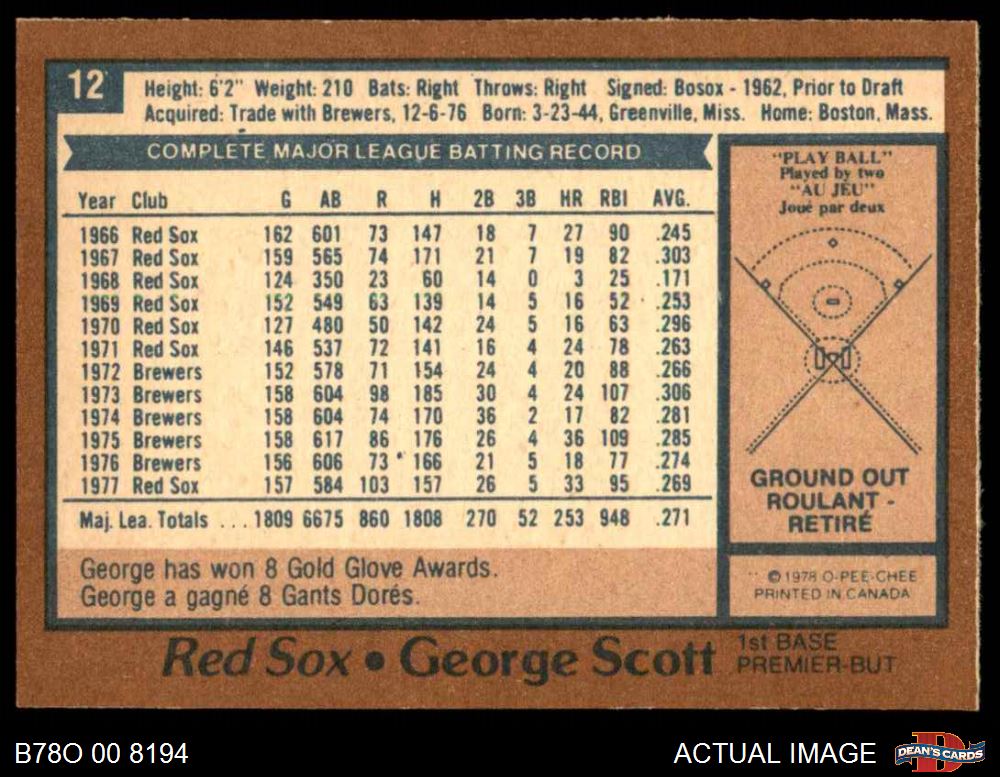 12
Height: 6'2" Weight: 210 Bats: Right Throws: Right Signed: Bosox - 1962, Prior to Draft
Acquired: Trade with Brewers, 12-6-76 Born: 3-23-44, Greenville, Miss. Home: Boston, Mass.
COMPLETE MAJOR LEAGUE BATTING RECORD
Year Club G AB R H 2B 3B HR RBI AVG.
1966 Red Sox 162 601 73 147 18 7 27 90 .245
1967 Red Sox 159 565 74 171 21 7 19 82 .303
1968 Red Sox 124 350 23 60 14 0 3 25 .171
1969 Red Sox 152 549 63 139 14 5 16 52 .253
1970 Red Sox 127 480 50 142 24 5 16 63 .296
1971 Red Sox 146 537 72 141 16 4 24 78 .263
1972 Brewers 152 578 71 154 24 4 20 88 .266
1973 Brewers 158 604 98 185 30 4 24 107 .306
1974 Brewers 158 604 74 170 36 2 17 82 .281
1975 Brewers 158 617 86 176 26 4 36 109 .285
1976 Brewers 156 606 73 166 21 5 18 77 .274
1977 Red Sox 157 584 103 157 26 5 33 95 .269
Maj. Lea. Totals ... 1809 6675 860 1808 270 52 253 948 .271
George has won 8 Gold Glove Awards.
George a gagné 8 Gants Dorés.
"PLAY BALL"
Played by two
"AU JEU"
Joué par deux
GROUND OUT
ROULANT -
RETIRÉ
© 1978 O-PEE-CHEE
PRINTED IN CANADA
Red Sox • George Scott
1st BASE
PREMIER-BUT
B78O 00 8194
ACTUAL IMAGE
DEAN'S CARDS